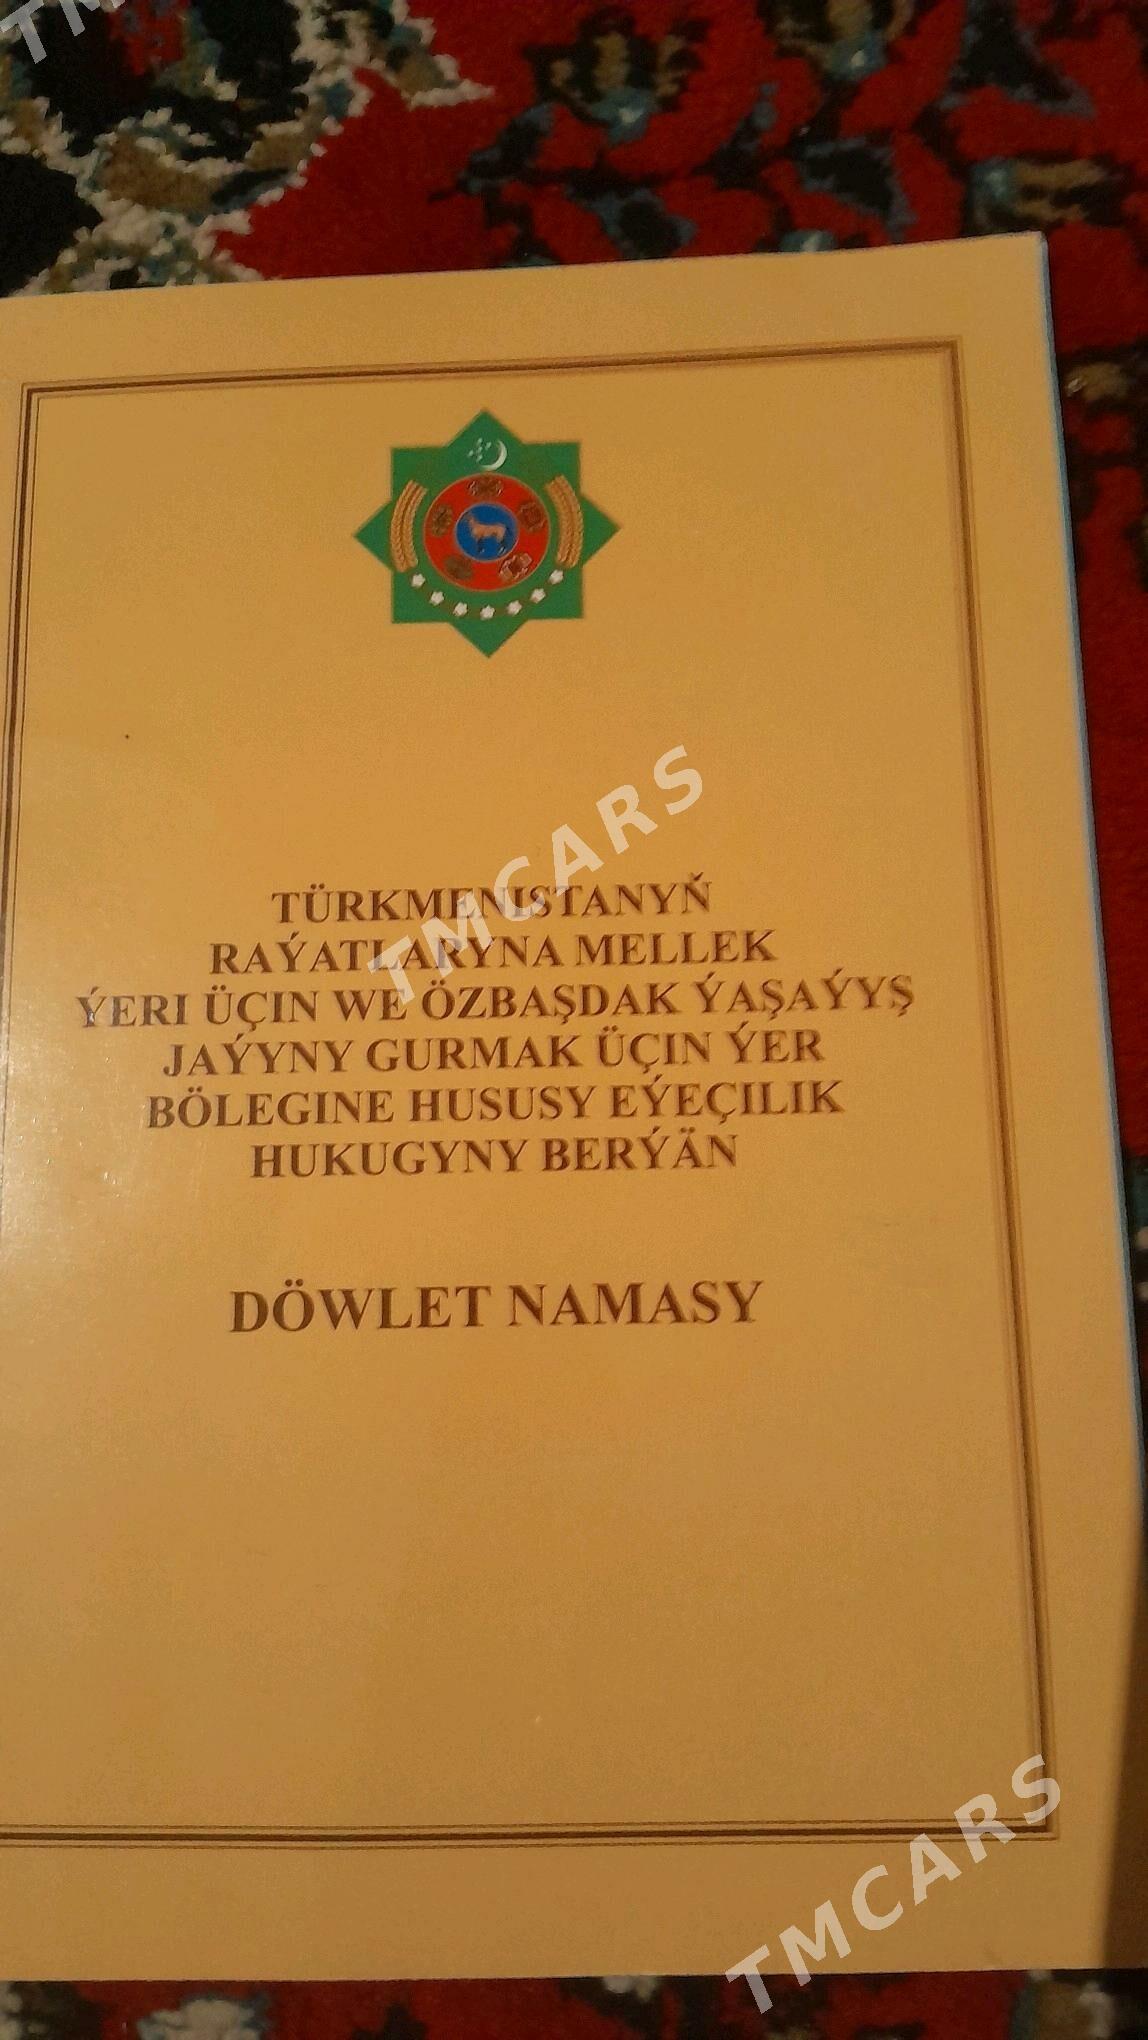 TM
TÜRKMENISTANYŇ
RAÝATLARYNA MELLEK
ÝERI ÜÇIN WE ÖZBAŞDAK ÝAŞAÝYŞ
JAÝYNY GURMAK ÜÇIN ÝER
BÖLEGINE HUSUSY EÝEÇILIK
HUKUGYNY BERÝÄN
DÖWLET NAMASY
TMCARS
TMCARS